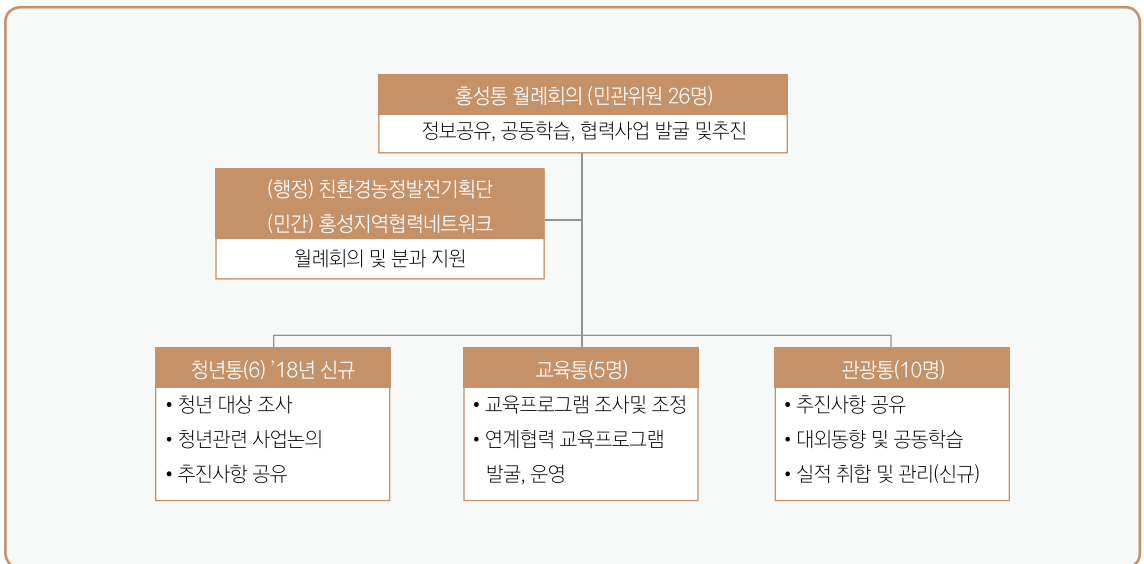 홍성통 월례회의 (민관위원 26명)
정보공유, 공동학습, 협력사업 발굴 및추진
(행정) 친환경농정발전기획단
(민간) 홍성지역협력네트워크
월례회의 및 분과 지원
청년통(6) ’18년 신규
• 청년 대상 조사
• 청년관련 사업논의
• 추진사항 공유
교육통(5명)
• 교육프로그램 조사및 조정
• 연계협력 교육프로그램
발굴, 운영
관광통(10명)
• 추진사항 공유
• 대외동향 및 공동학습
• 실적 취합 및 관리(신규)